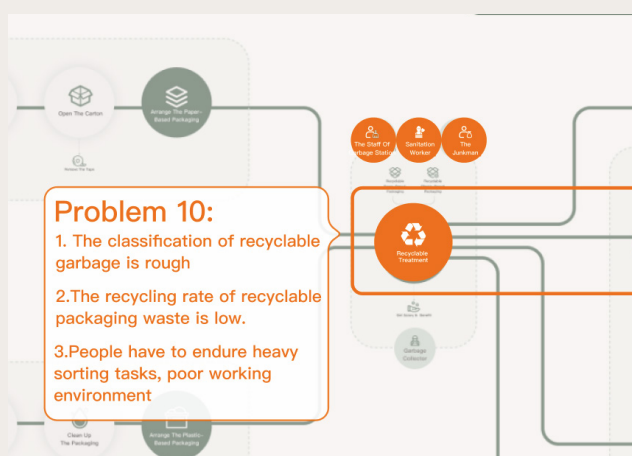 Open The Carton
Arrange The Paper-
Based Packaging
The Staff Of
Garbage Station
Sanitation
Worker
The
Junkman
Problem 10:
1. The classification of recyclable
garbage is rough
2.The recycling rate of recyclable
packaging waste is low.
3.People have to endure heavy
sorting tasks, poor working
environment
Recyclable
Treatment
Garbage
Collector
Clean Up
The Packaging
Arrange The Plastic-
Based Packaging